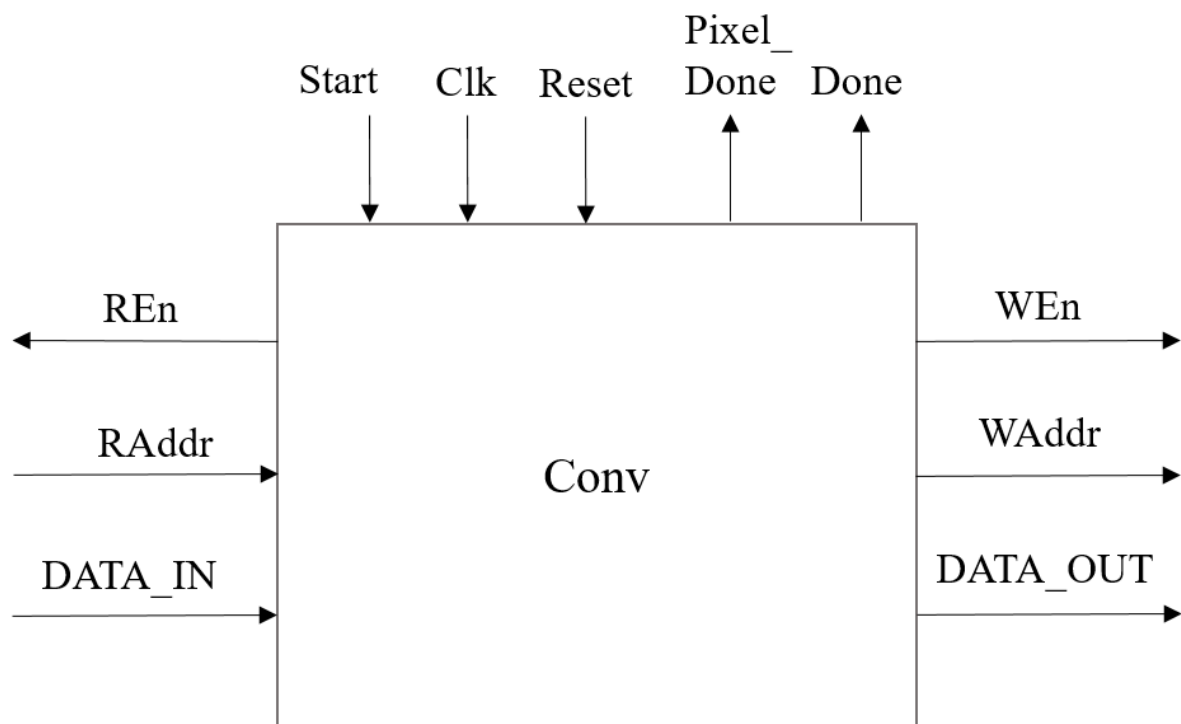 Pixel_
Start Clk Reset Done Done
REn WEn
RAddr WAddr
Conv
DATA_IN DATA_OUT